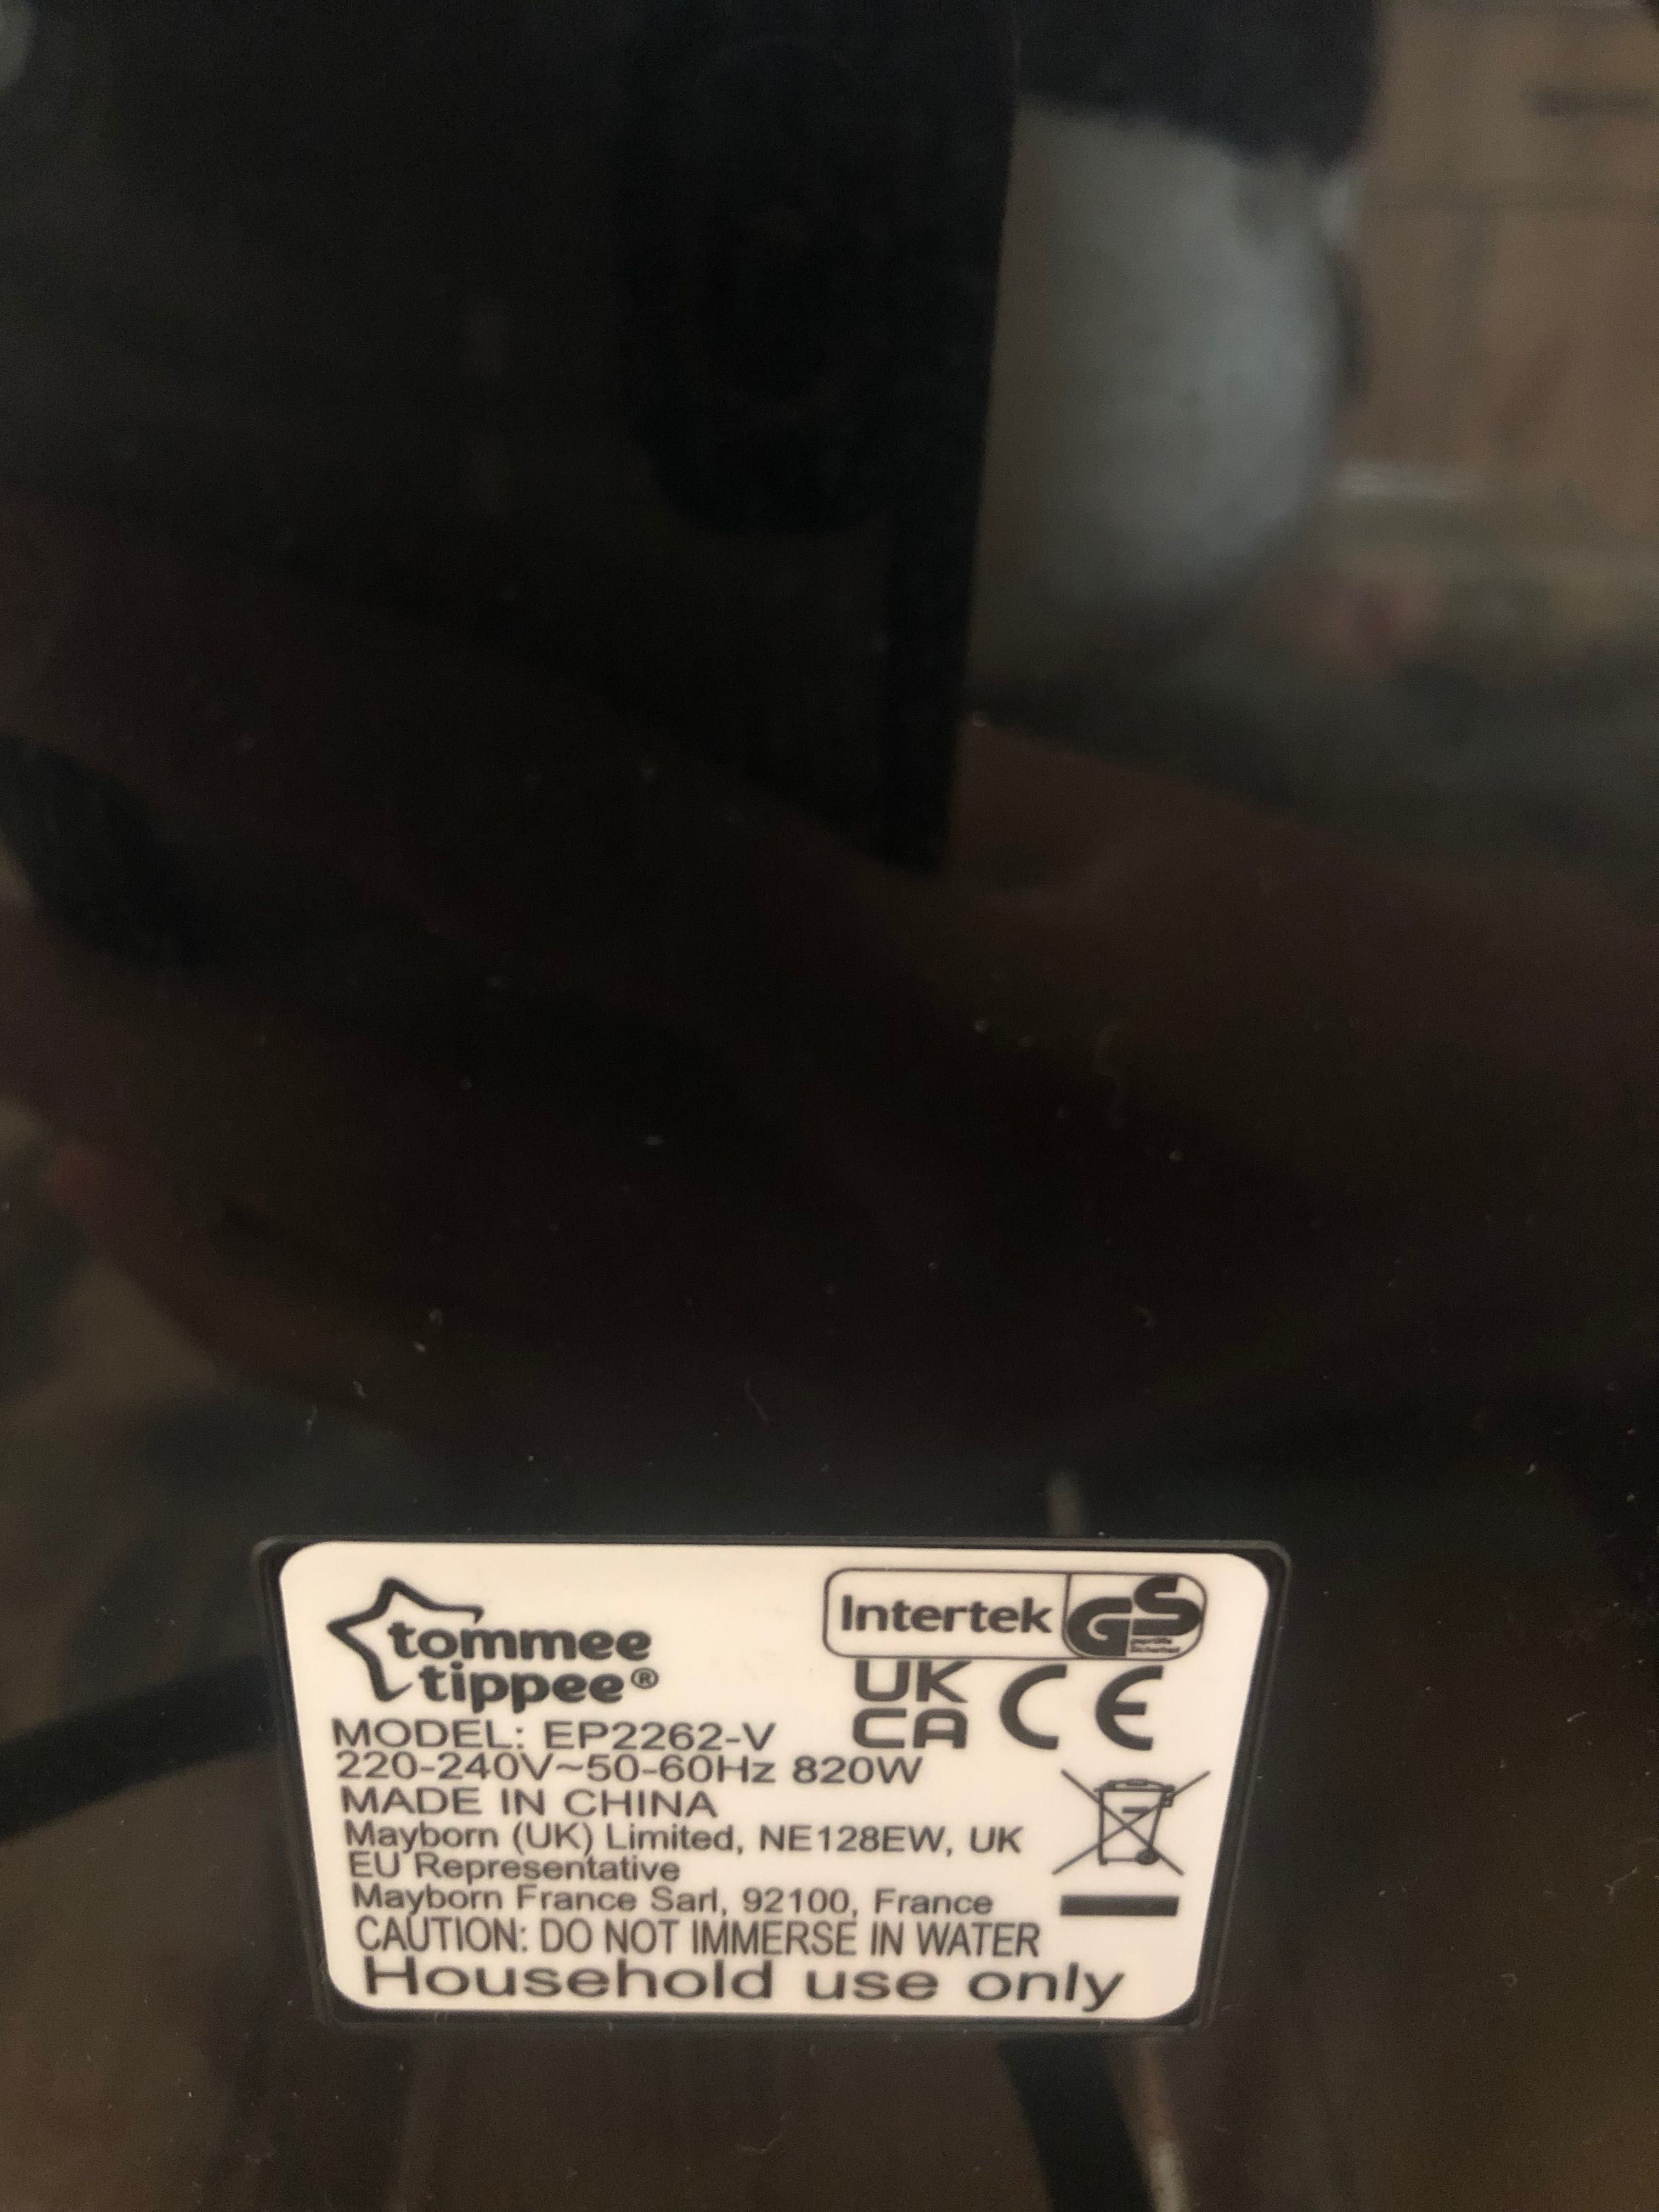 tommee
tippee®
Intertek GS
geprüfte
Sicherheit
UK
CA CE
MODEL: EP2262-V
220-240V~50-60Hz 820W
MADE IN CHINA
Mayborn (UK) Limited, NE128EW, UK
EU Representative
Mayborn France Sarl, 92100, France
CAUTION: DO NOT IMMERSE IN WATER
Household use only